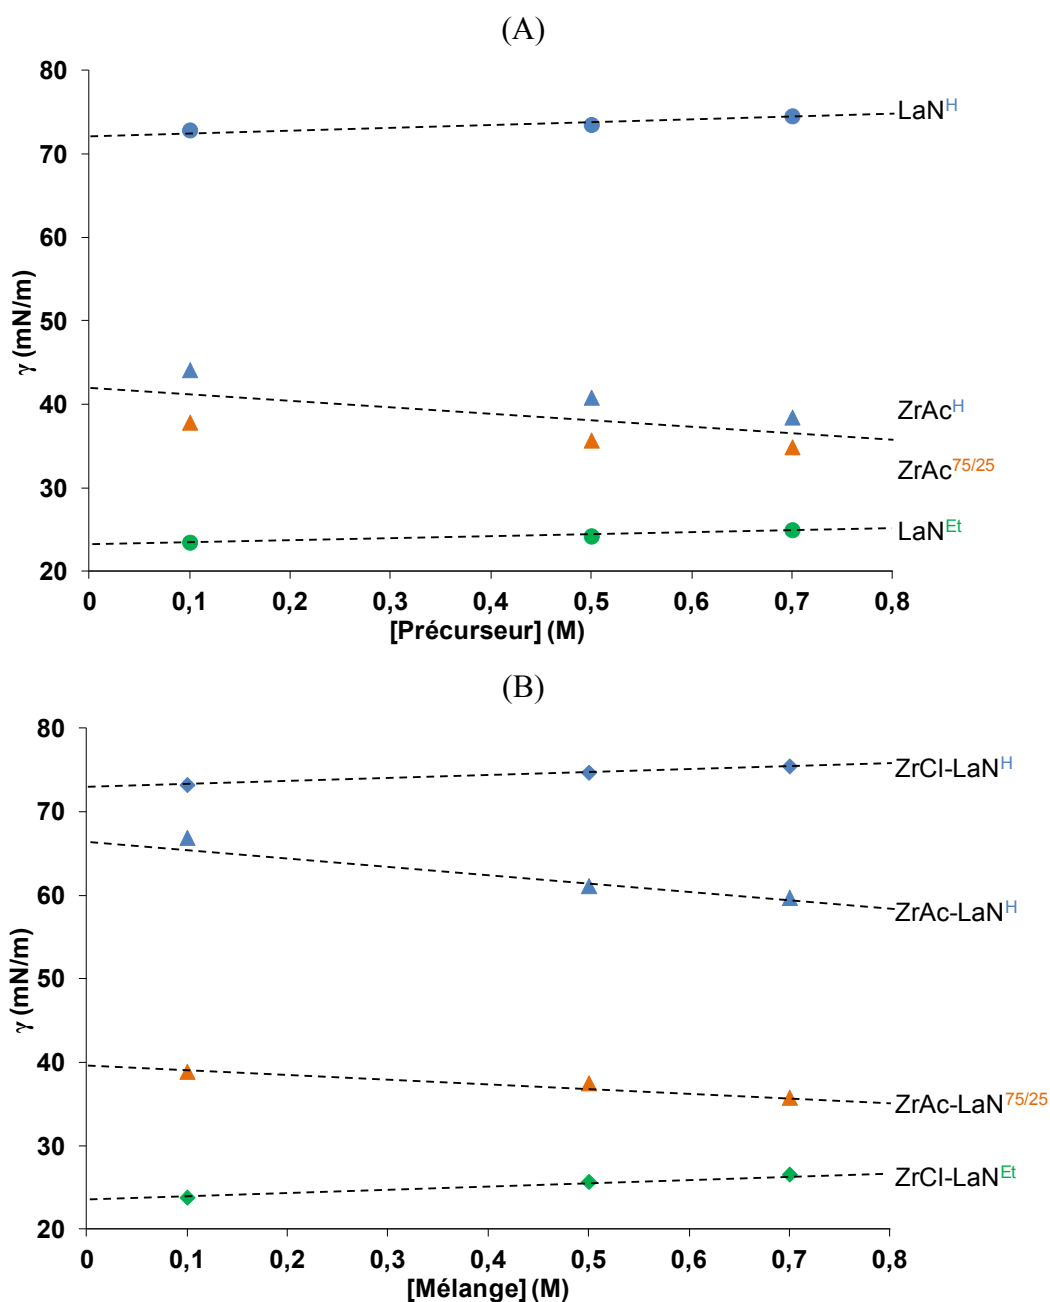 (A)
80
LaNH
70
60
γ (mN/m)
50
40
ZrAcH
ZrAc75/25
30
LaNEt
20
0 0,1 0,2 0,3 0,4 0,5 0,6 0,7 0,8
[Précurseur] (M)
(B)
80
ZrCl-LaNH
70
60
ZrAc-LaNH
γ (mN/m)
50
40
ZrAc-LaN75/25
30
ZrCl-LaNEt
20
0 0,1 0,2 0,3 0,4 0,5 0,6 0,7 0,8
[Mélange] (M)